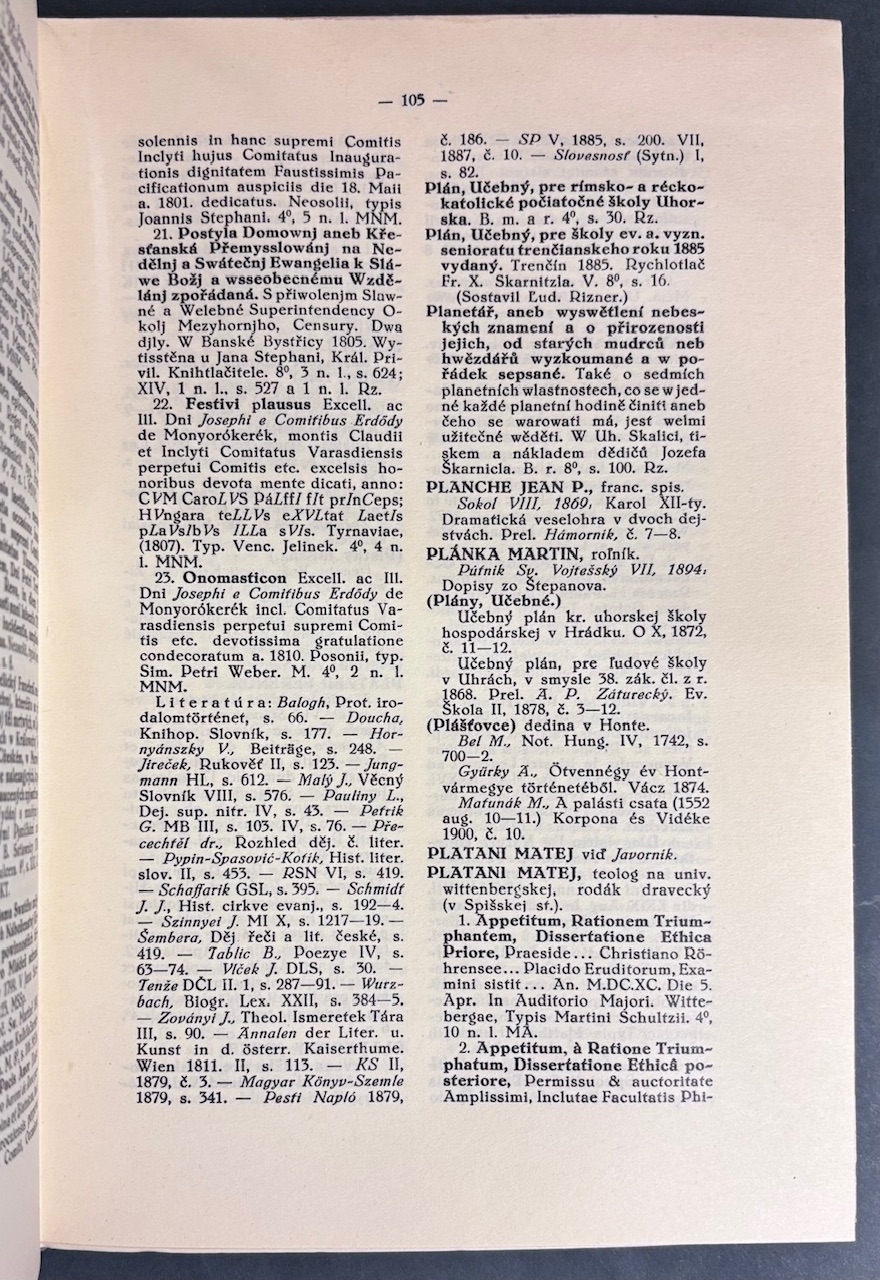 — 105 —
solennis in hanc supremi Comitis
Inclyti hujus Comitatus Inaugura-
tionis dignitatem Faustissimis Pa-
cificationum auspiciis die 18. Maii
a. 1801. dedicatus. Neosolii, typis
Joannis Stephani. 4⁰, 5 n. l. MNM.
21. Postyla Domownj aneb Kře-
sťanská Přemysslowánj na Ne-
dělnj a Swátečnj Ewangelia k Slá-
we Božj a wsseobecnému Wzdě-
lánj zpořádaná. S přiwolenjm Slaw-
né a Welebné Superintendency O-
kolj Mezyhornjho, Censury. Dwa
djly. W Banské Bystřicy 1805. Wy-
tisstěna u Jana Stephani, Král. Pri-
vil. Knihtlačitele. 8⁰, 3 n. l., s. 624;
XIV, 1 n. l., s. 527 a 1 n. l. Rz.
22. Festivi plausus Excell. ac
Ill. Dni Josephi e Comitibus Erdődy
de Monyorókerék, montis Claudii
et Inclyti Comitatus Varasdiensis
perpetui Comitis etc. excelsis ho-
noribus devota mente dicati, anno:
CVM CaroLVS PáLffI fIt prInCeps;
HVngara teLLVs eXVLtat LaetIs
pLaVsIbVs ILLa sVIs. Tyrnaviae,
(1807). Typ. Venc. Jelinek. 4⁰, 4 n.
l. MNM.
23. Onomasticon Excell. ac Ill.
Dni Josephi e Comitibus Erdődy de
Monyorókerék incl. Comitatus Va-
rasdiensis perpetui supremi Comi-
tis etc. devotissima gratulatione
condecoratum a. 1810. Posonii, typ.
Sim. Petri Weber. M. 4⁰, 2 n. l.
MNM.
Literatúra: Balogh, Prot. iro-
dalomtörténet, s. 66. — Doucha,
Knihop. Slovník, s. 177. — Hor-
nyánszky V., Beiträge, s. 248. —
Jireček, Rukověť II, s. 123. — Jung-
mann HL, s. 612. — Malý J., Věcný
Slovník VIII, s. 576. — Pauliny L.,
Dej. sup. nitr. IV, s. 43. — Petrik
G. MB III, s. 103. IV, s. 76. — Pře-
cechtěl dr., Rozhled děj. č. liter.
— Pypin-Spasović-Kotík, Hist. liter.
slov. II, s. 453. — RSN VI, s. 419.
— Schaffarik GSL, s. 395. — Schmidt
J. J., Hist. cirkve evanj., s. 192—4.
— Szinnyei J. MI X, s. 1217—19. —
Šembera, Děj. řeči a lit. české, s.
419. — Tablic B., Poezye IV, s.
63—74. — Vlček J. DLS, s. 30. —
Tenže DČL II. 1, s. 287—91. — Wurz-
bach, Biogr. Lex. XXII, s. 384—5.
— Zoványi J., Theol. Ismeretek Tára
III, s. 90. — Annalen der Liter. u.
Kunst in d. österr. Kaiserthume.
Wien 1811. II, s. 113. — KS II,
1879, č. 3. — Magyar Könyv-Szemle
1879, s. 341. — Pesti Napló 1879,
č. 186. — SP V, 1885, s. 200. VII,
1887, č. 10. — Slovesnosť (Sytn.) I,
s. 82.
Plán, Učebný, pre rímsko- a récko-
katolické počiatočné školy Uhor-
ska. B. m. a r. 4⁰, s. 30. Rz.
Plán, Učebný, pre školy ev. a. vyzn.
senioratu trenčianskeho roku 1885
vydaný. Trenčín 1885. Rychlotlač
Fr. X. Skarnitzla. V. 8⁰, s. 16.
(Sostavil Ľud. Rizner.)
Planetář, aneb wyswětlení nebes-
kých znamení a o přirozenosti
jejich, od starých mudrců neb
hwězdářů wyzkoumané a w po-
řádek sepsané. Také o sedmích
planetních wlastnostech, co se w jed-
né každé planetní hodině činiti aneb
čeho se warowati má, jest welmi
užitečné wěděti. W Uh. Skalici, ti-
skem a nákladem dědičů Jozefa
Škarnicla. B. r. 8⁰, s. 100. Rz.
PLANCHE JEAN P., franc. spis.
Sokol VIII, 1869, Karol XII-ty.
Dramatická veselohra v dvoch dej-
stvách. Prel. Hámorník, č. 7—8.
PLÁNKA MARTIN, roľník.
Pútnik Sv. Vojtešský VII, 1894:
Dopisy zo Štepanova.
(Plány, Učebné.)
Učebný plán kr. uhorskej školy
hospodárskej v Hrádku. O X, 1872,
č. 11—12.
Učebný plán, pre ľudové školy
v Uhrách, v smysle 38. zák. čl. z r.
1868. Prel. A. P. Záturecký. Ev.
Škola II, 1878, č. 3—12.
(Plášťovce) dedina v Honte.
Bel M., Not. Hung. IV, 1742, s.
700—2.
Gyürky A., Ötvennégy év Hont-
vármegye történetéből. Vácz 1874.
Matunák M., A palásti csata (1552
aug. 10—11.) Korpona és Vidéke
1900, č. 10.
PLATANI MATEJ viď Javorník.
PLATANI MATEJ, teolog na univ.
wittenbergskej, rodák dravecký
(v Spišskej st.).
1. Appetitum, Rationem Trium-
phantem, Dissertatione Ethica
Priore, Praeside... Christiano Rö-
hrensee... Placido Eruditorum, Exa-
mini sistit... An. M.DC.XC. Die 5.
Apr. In Auditorio Majori. Witte-
bergae, Typis Martini Schultzii. 4⁰,
10 n. l. MA.
2. Appetitum, à Ratione Trium-
phatum, Dissertatione Ethicâ po-
steriore, Permissu & auctoritate
Amplissimi, Inclutae Facultatis Phi-